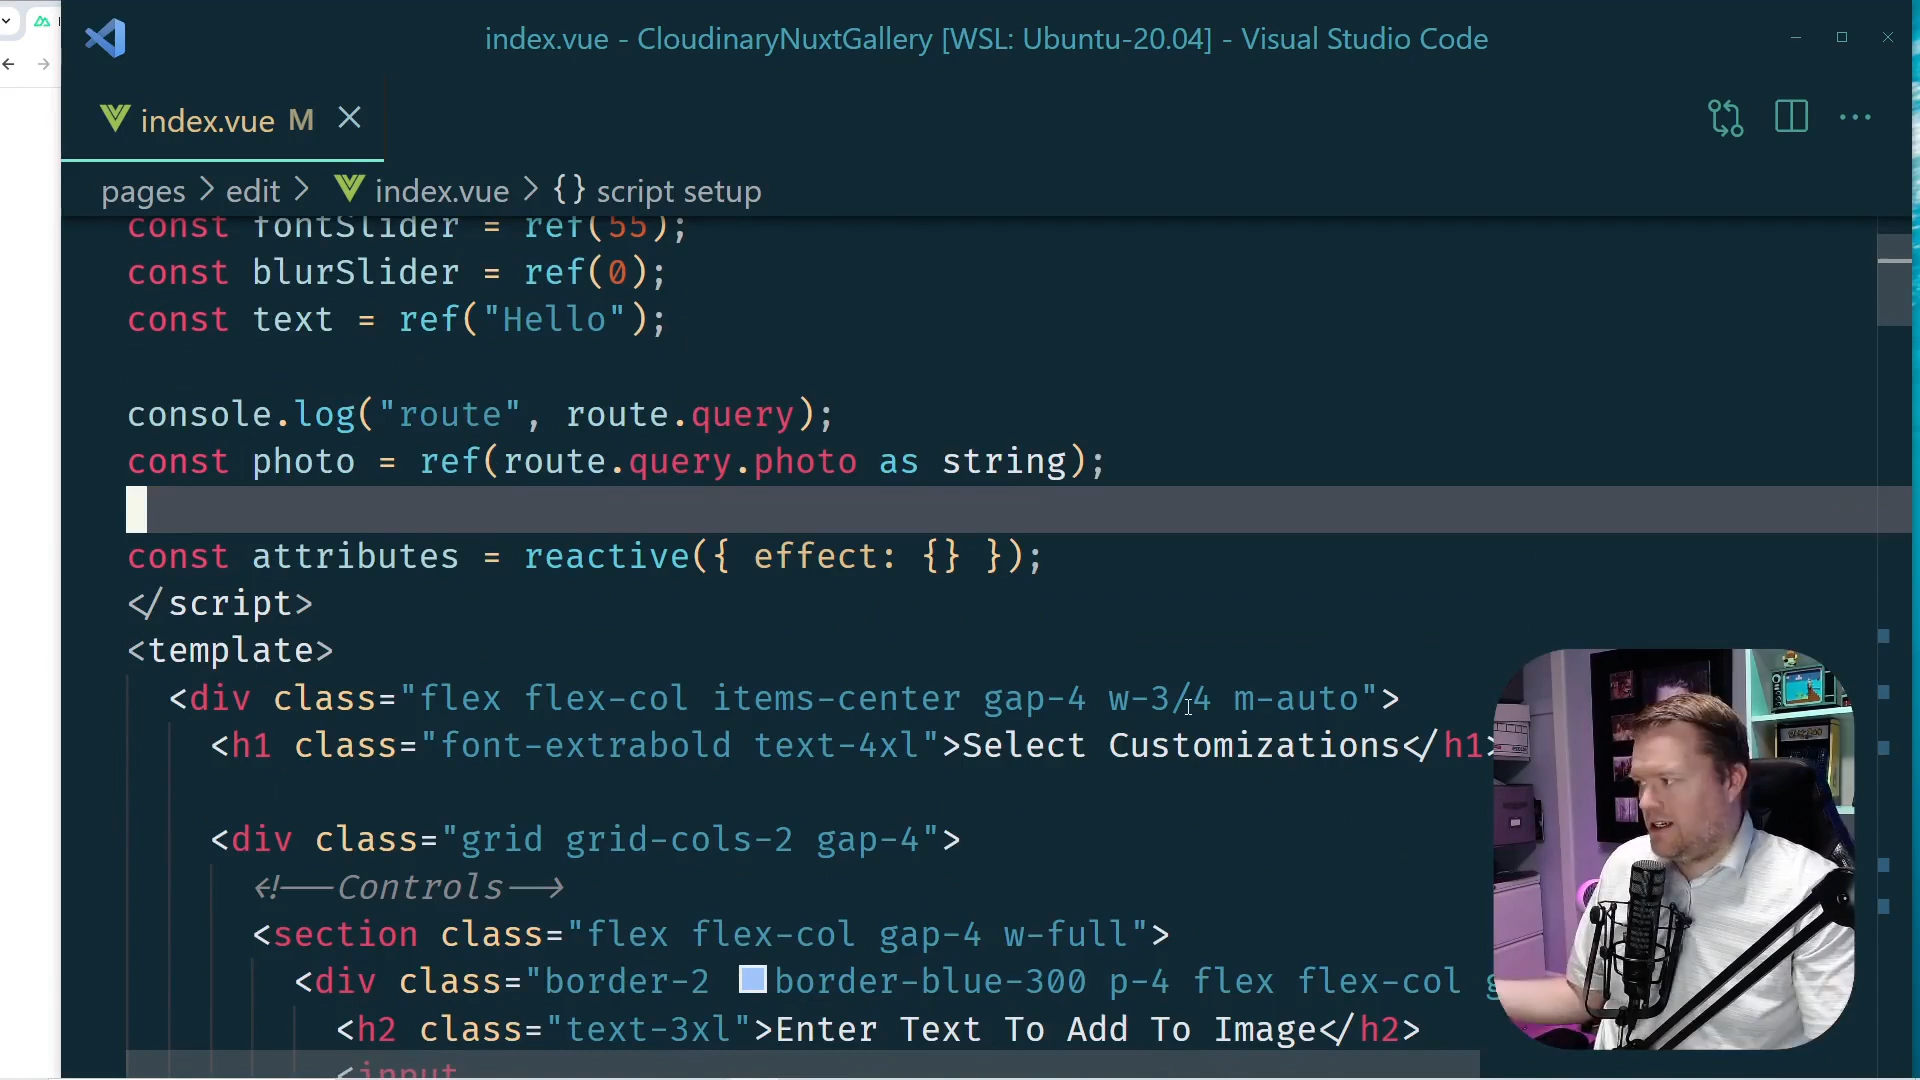 index.vue - CloudinaryNuxtGallery [WSL: Ubuntu-20.04] - Visual Studio Code
index.vue M
pages > edit > index.vue > {} script setup
const fontSlider = ref(55);
const blurSlider = ref(0);
const text = ref("Hello");
console.log("route", route.query);
const photo = ref(route.query.photo as string);
const attributes = reactive({ effect: {} });
</script>
<template>
<div class="flex flex-col items-center gap-4 w-3/4 m-auto">
<h1 class="font-extrabold text-4xl">Select Customizations</h1>
<div class="grid grid-cols-2 gap-4">
<!--Controls-->
<section class="flex flex-col gap-4 w-full">
<div class="border-2 border-blue-300 p-4 flex flex-col g
<h2 class="text-3xl">Enter Text To Add To Image</h2>
<input